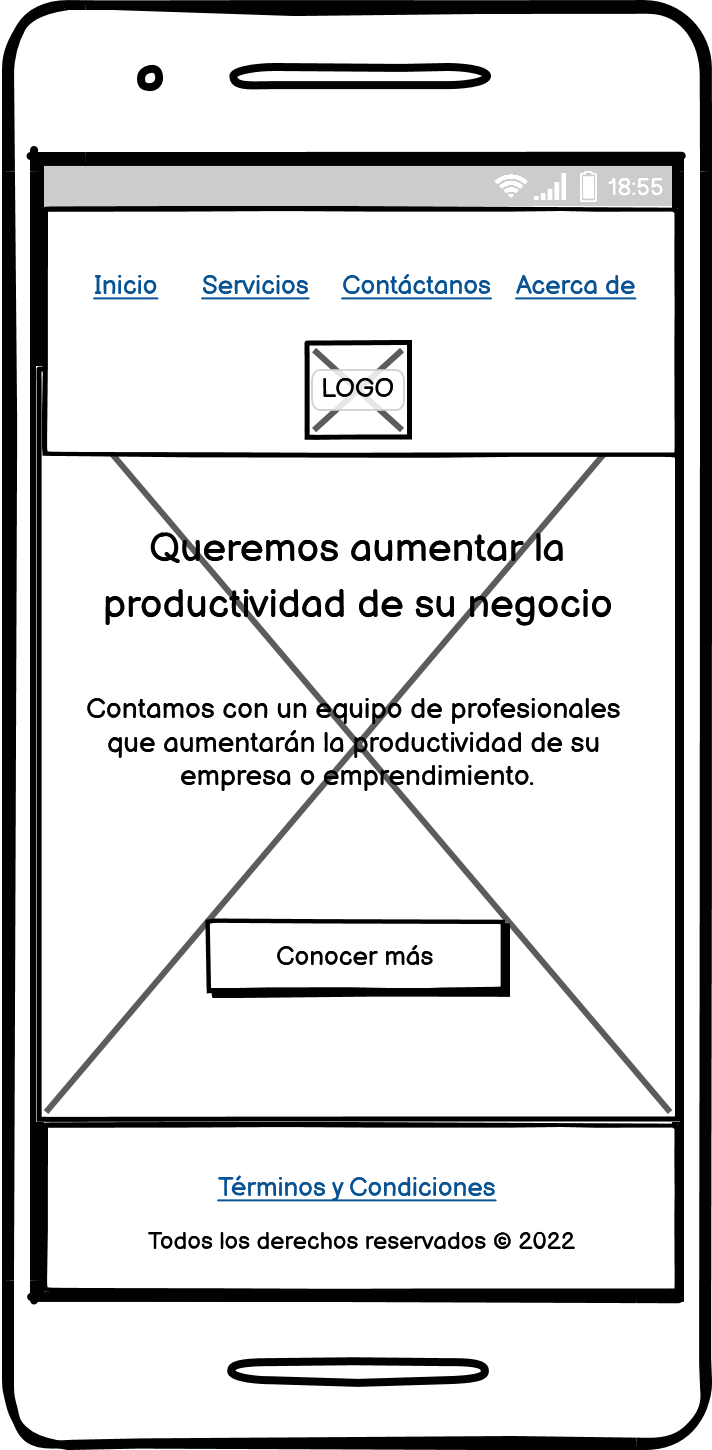 18:55
Inicio Servicios Contáctanos Acerca de
LOGO
Queremos aumentar la
productividad de su negocio
Contamos con un equipo de profesionales
que aumentarán la productividad de su
empresa o emprendimiento.
Conocer más
Términos y Condiciones
Todos los derechos reservados © 2022